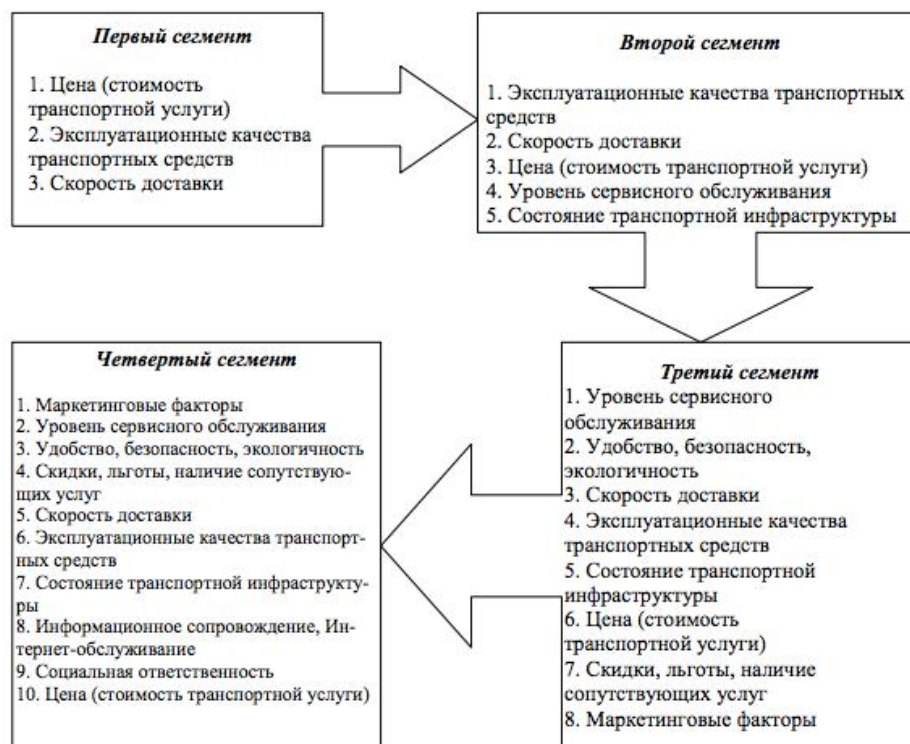 Первый сегмент
1. Цена (стоимость
транспортной услуги)
2. Эксплуатационные качества
транспортных средств
3. Скорость доставки
Второй сегмент
1. Эксплуатационные качества транспортных
средств
2. Скорость доставки
3. Цена (стоимость транспортной услуги)
4. Уровень сервисного обслуживания
5. Состояние транспортной инфраструктуры
Третий сегмент
1. Уровень сервисного
обслуживания
2. Удобство, безопасность,
экологичность
3. Скорость доставки
4. Эксплуатационные качества
транспортных средств
5. Состояние транспортной
инфраструктуры
6. Цена (стоимость
транспортной услуги)
7. Скидки, льготы, наличие
сопутствующих услуг
8. Маркетинговые факторы
Четвертый сегмент
1. Маркетинговые факторы
2. Уровень сервисного обслуживания
3. Удобство, безопасность, экологичность
4. Скидки, льготы, наличие сопутствую-
щих услуг
5. Скорость доставки
6. Эксплуатационные качества транспорт-
ных средств
7. Состояние транспортной инфраструкту-
ры
8. Информационное сопровождение, Ин-
тернет-обслуживание
9. Социальная ответственность
10. Цена (стоимость транспортной услуги)